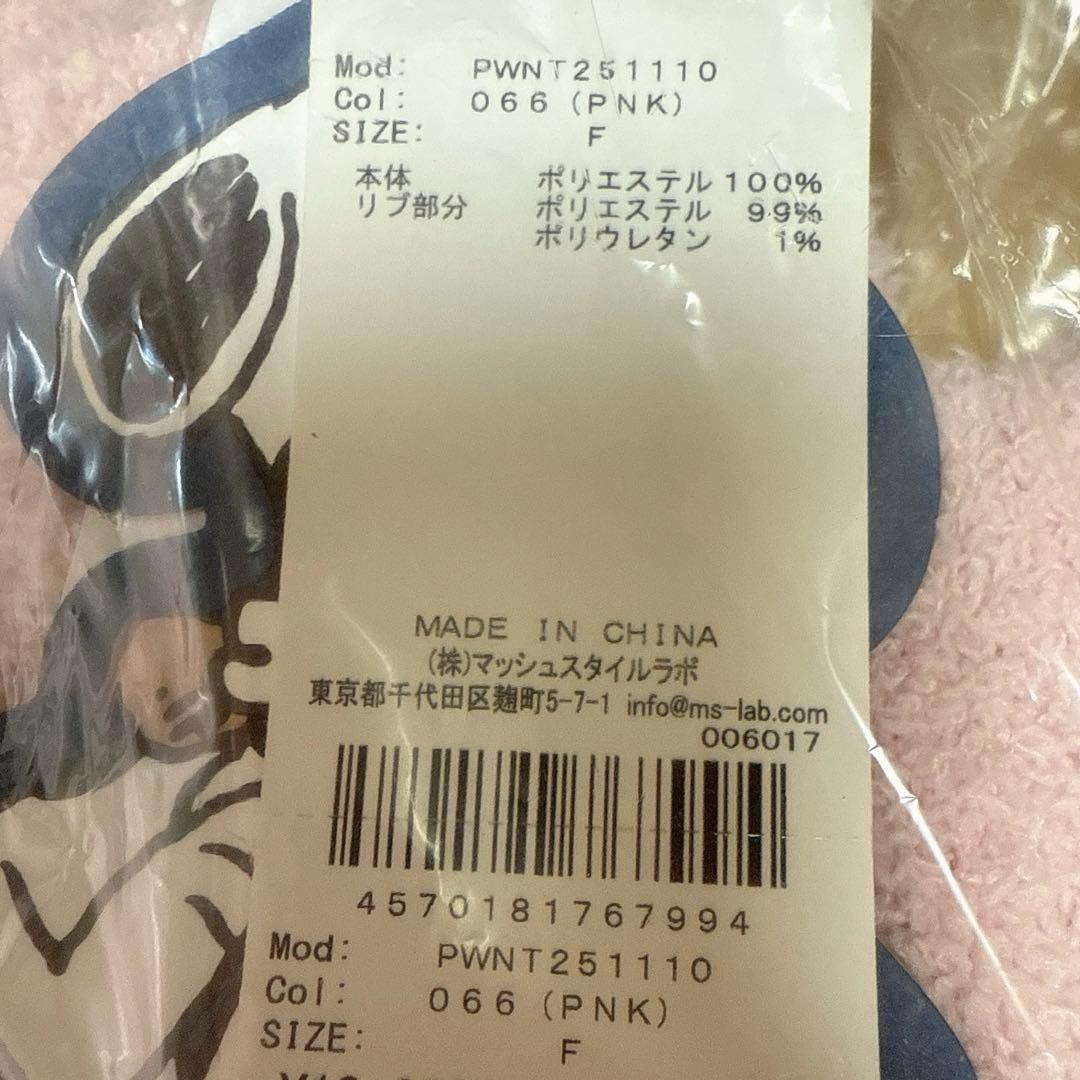 Mod: PWNT251110
Col: 066 (PNK)
SIZE: F
本体 ポリエステル 100%
リブ部分 ポリエステル 99%
ポリウレタン 1%
MADE IN CHINA
(株)マッシュスタイルラボ
東京都千代田区麹町5-7-1 info@ms-lab.com
006017
4570181767994
Mod: PWNT251110
Col: 066 (PNK)
SIZE: F